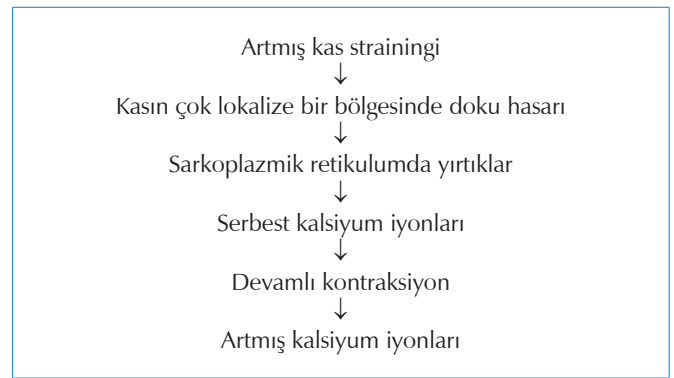 Artmış kas strainingi
↓
Kasın çok lokalize bir bölgesinde doku hasarı
↓
Sarkoplazmik retikulumda yırtıklar
↓
Serbest kalsiyum iyonları
↓
Devamlı kontraksiyon
↓
Artmış kalsiyum iyonları